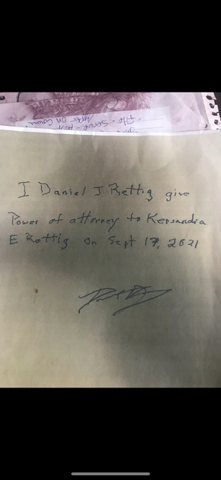 I Daniel J Rettig give
Power of attorney to Kersandra
E Rettig on Sept 17, 2021